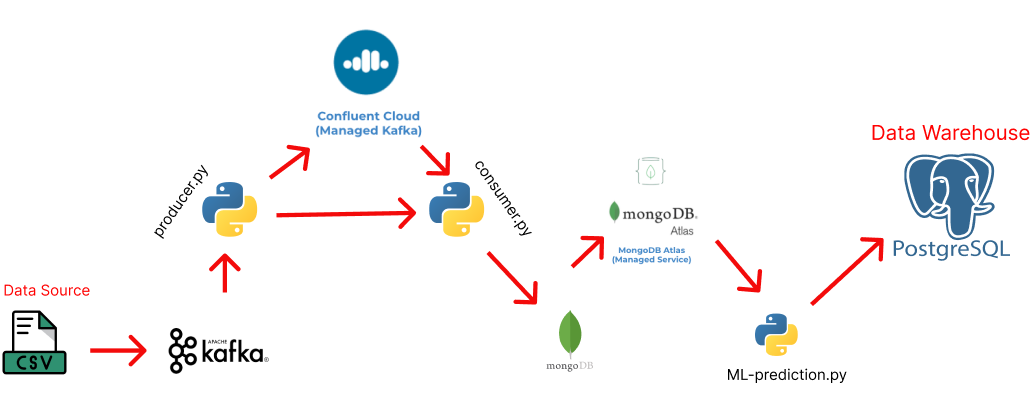 Confluent Cloud
(Managed Kafka)
producer.py
consumer.py
Data Warehouse
mongoDB®
Atlas
MongoDB Atlas
(Managed Service)
PostgreSQL
Data Source
CSV
APACHE
kafka®
mongoDB
ML-prediction.py